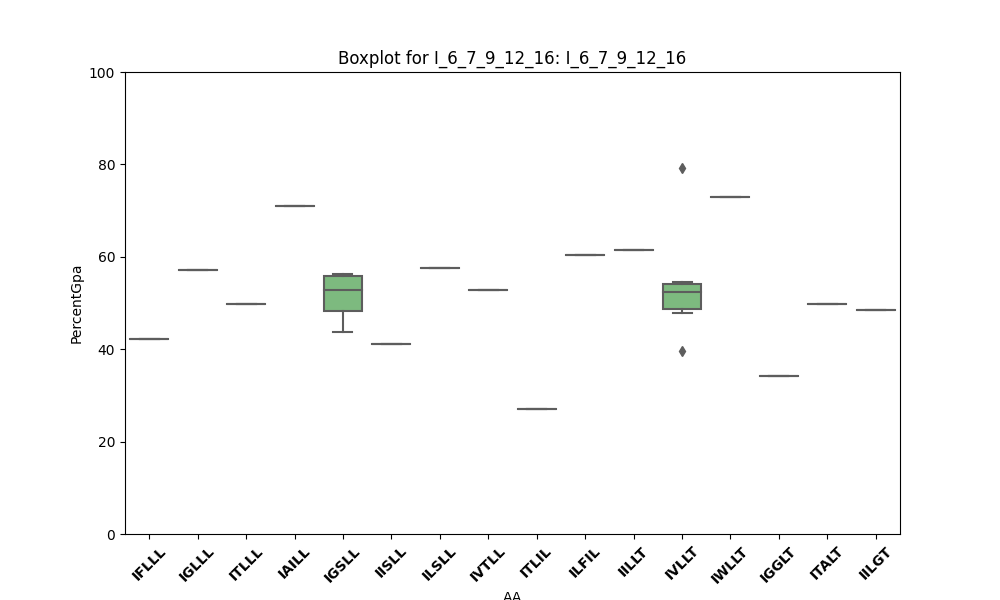 Boxplot for I_6_7_9_12_16: I_6_7_9_12_16
100
80
60
40
20
0
PercentGpa
IFLLL
IGLLL
ITLLL
IAILL
IGSLL
IISLL
ILSLL
IVTLL
ITLIL
ILFIL
IILLT
IVLLT
IWLLT
IGGLT
ITALT
IILGT
AA